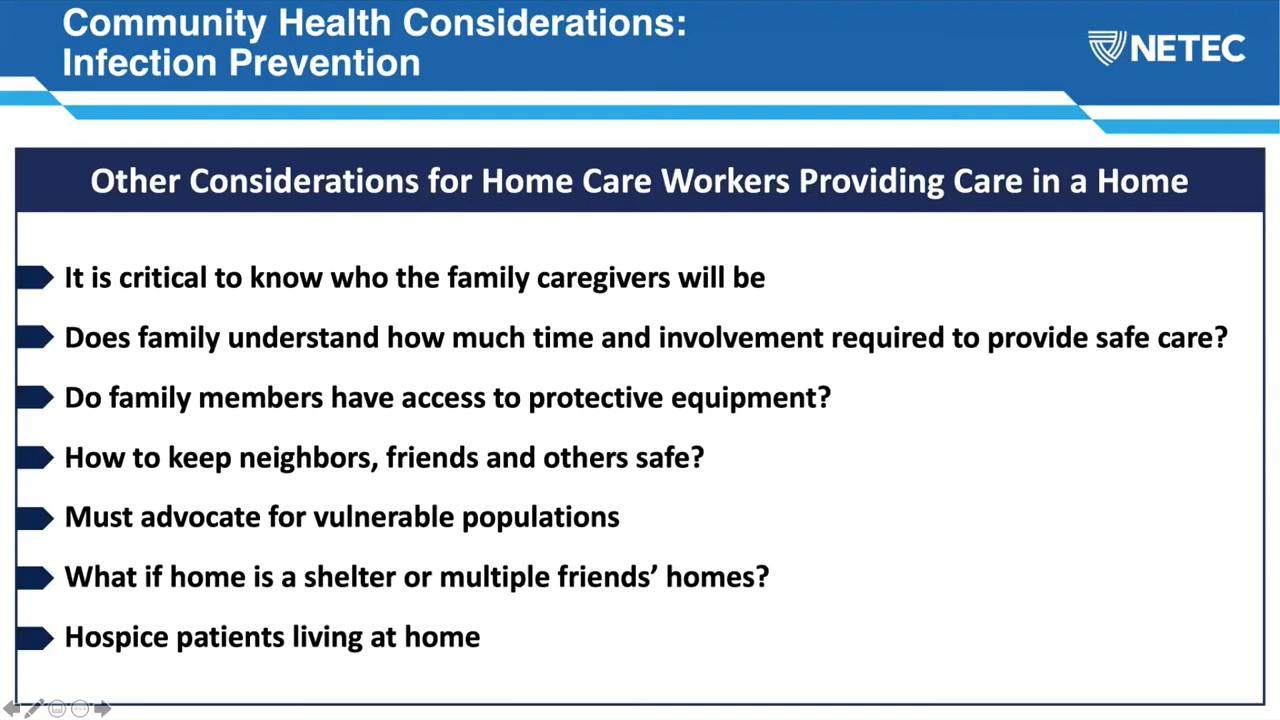 Community Health Considerations:
Infection Prevention
NETEC
Other Considerations for Home Care Workers Providing Care in a Home
It is critical to know who the family caregivers will be
Does family understand how much time and involvement required to provide safe care?
Do family members have access to protective equipment?
How to keep neighbors, friends and others safe?
Must advocate for vulnerable populations
What if home is a shelter or multiple friends’ homes?
Hospice patients living at home